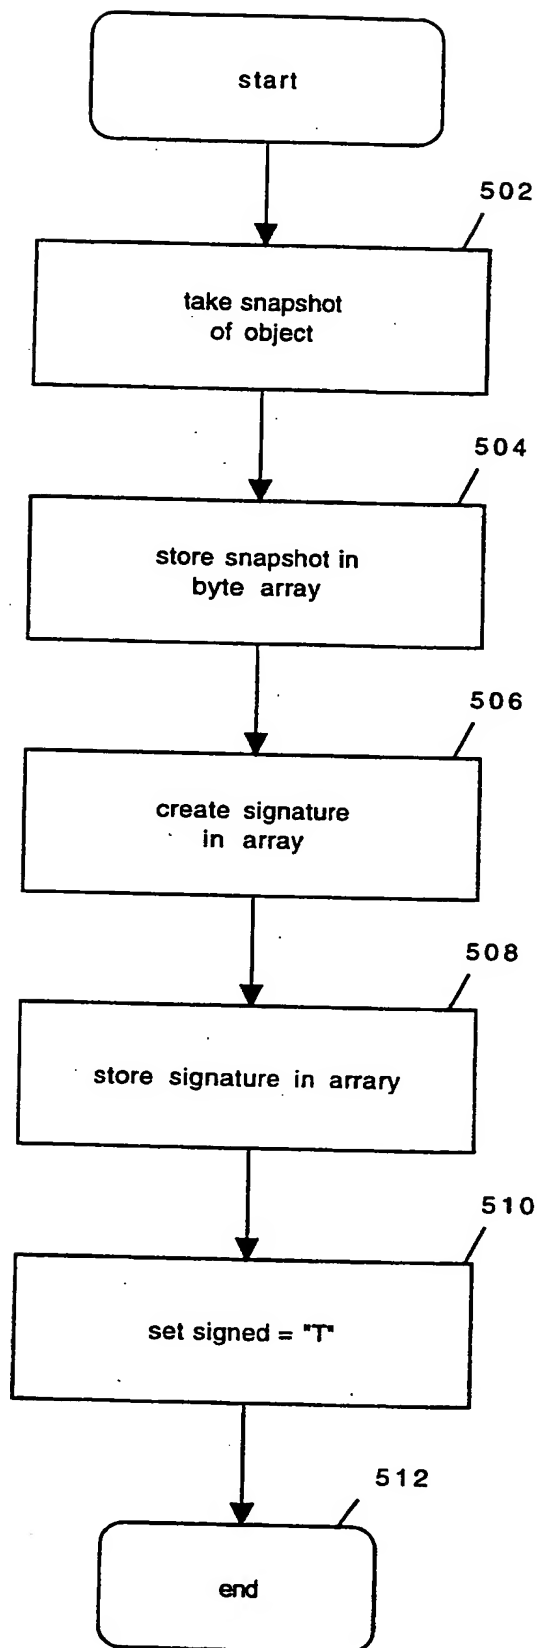 start
502
take snapshot
of object
504
store snapshot in
byte array
506
create signature
in array
508
store signature in arrary
510
set signed = "T"
512
end